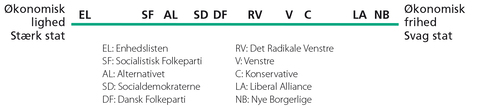 Økonomisk
lighed
Stærk stat
EL SF AL SD DF RV V C LA NB
Økonomisk
frihed
Svag stat
EL: Enhedslisten
SF: Socialistisk Folkeparti
AL: Alternativet
SD: Socialdemokraterne
DF: Dansk Folkeparti
RV: Det Radikale Venstre
V: Venstre
C: Konservative
LA: Liberal Alliance
NB: Nye Borgerlige